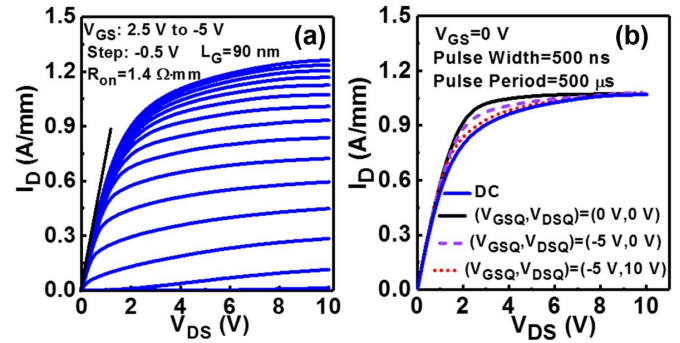 (a)
V_GS: 2.5 V to -5 V
Step: -0.5 V L_G=90 nm
R_on=1.4 Ω·mm
1.5
1.2
0.9
0.6
0.3
0.0
I_D (A/mm)
0 2 4 6 8 10
V_DS (V)
(b)
V_GS=0 V
Pulse Width=500 ns
Pulse Period=500 μs
1.5
1.2
0.9
0.6
0.3
0.0
I_D (A/mm)
DC
(V_GSQ,V_DSQ)=(0 V,0 V)
(V_GSQ,V_DSQ)=(-5 V,0 V)
(V_GSQ,V_DSQ)=(-5 V,10 V)
0 2 4 6 8 10
V_DS (V)